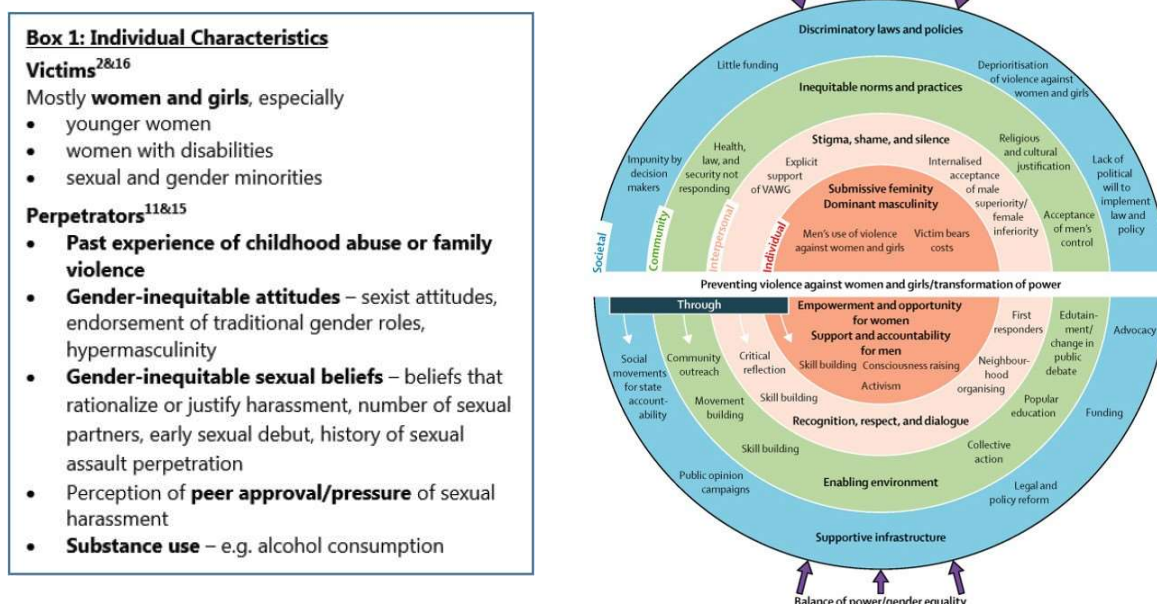 Box 1: Individual Characteristics
Victims2&16
Mostly women and girls, especially
• younger women
• women with disabilities
• sexual and gender minorities
Perpetrators11&15
• Past experience of childhood abuse or family
violence
• Gender-inequitable attitudes – sexist attitudes,
endorsement of traditional gender roles,
hypermasculinity
• Gender-inequitable sexual beliefs – beliefs that
rationalize or justify harassment, number of sexual
partners, early sexual debut, history of sexual
assault perpetration
• Perception of peer approval/pressure of sexual
harassment
• Substance use – e.g. alcohol consumption
Discriminatory laws and policies
Little funding
Deprioritisation
of violence against
women and girls
Impunity by
decision
makers
Lack of
political
will to
implement
law and
policy
Societal
Inequitable norms and practices
Health,
law, and
security not
responding
Religious
and cultural
justification
Acceptance
of men's
control
Community
Stigma, shame, and silence
Explicit
support
of VAWG
Internalised
acceptance
of male
superiority/
female
inferiority
Interpersonal
Submissive feminity
Dominant masculinity
Men's use of violence
against women and girls
Victim bears
costs
Individual
Preventing violence against women and girls/transformation of power
Through
Empowerment and opportunity
for women
Support and accountability
for men
Skill building
Consciousness raising
Activism
First
responders
Critical
reflection
Neighbour-
hood
organising
Skill building
Recognition, respect, and dialogue
Edutain-
ment/
change in
public
debate
Community
outreach
Movement
building
Popular
education
Skill building
Collective
action
Enabling environment
Social
movements
for state
account-
ability
Advocacy
Funding
Public opinion
campaigns
Legal and
policy reform
Supportive infrastructure
Balance of power/gender equality